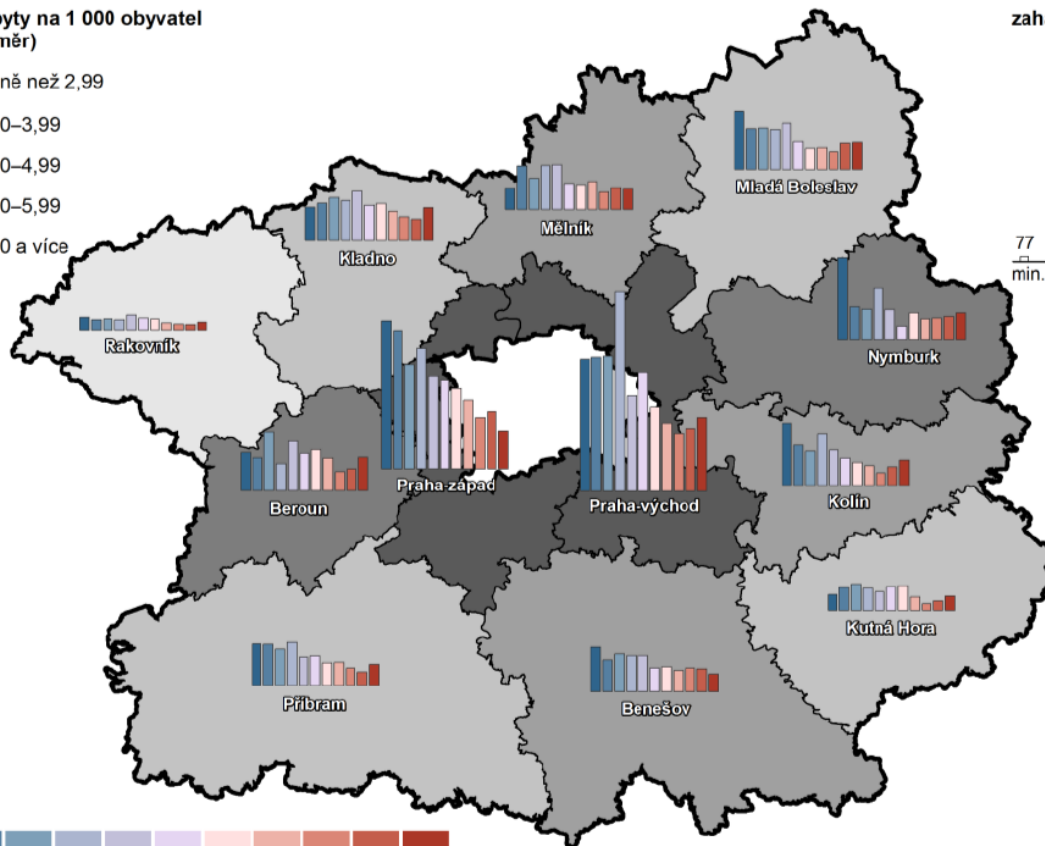 byty na 1 000 obyvatel
měr)
ně než 2,99
0–3,99
0–4,99
0–5,99
0 a více
zaha
77
min.
Mladá Boleslav
Mělník
Kladno
Rakovník
Nymburk
Praha-západ
Praha-východ
Kolín
Beroun
Kutná Hora
Příbram
Benešov